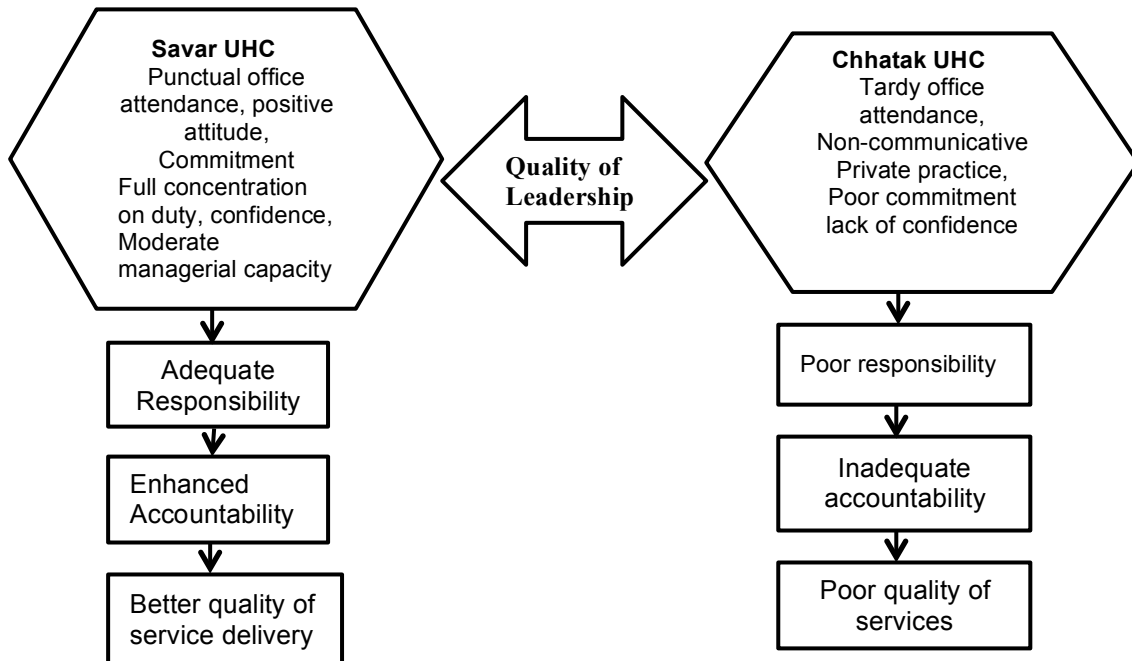 Savar UHC
Punctual office
attendance, positive
attitude,
Commitment
Full concentration
on duty, confidence,
Moderate
managerial capacity
Adequate
Responsibility
Enhanced
Accountability
Better quality of
service delivery
Quality of
Leadership
Chhatak UHC
Tardy office
attendance,
Non-communicative
Private practice,
Poor commitment
lack of confidence
Poor responsibility
Inadequate
accountability
Poor quality of
services